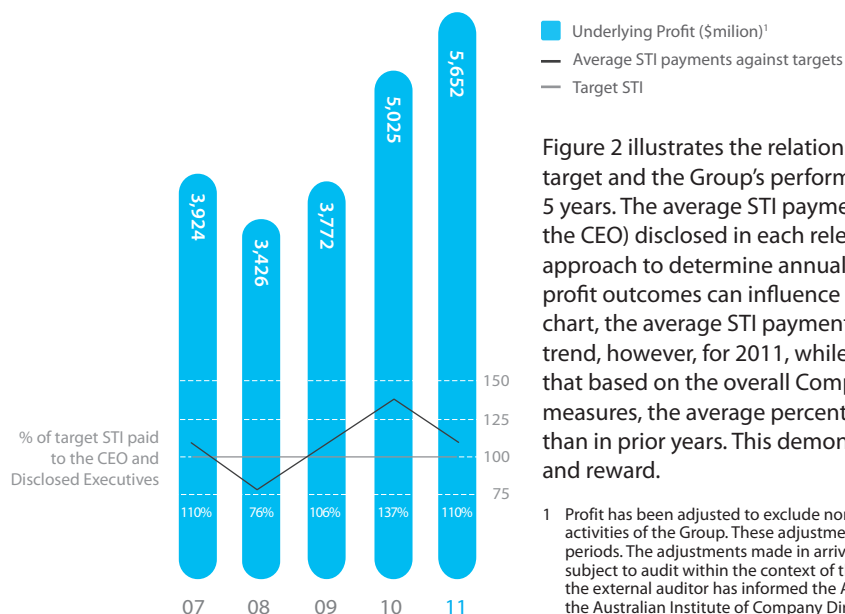 3,924
3,426
3,772
5,025
5,652
150
125
100
75
% of target STI paid
to the CEO and
Disclosed Executives
110%
76%
106%
137%
110%
07
08
09
10
11
Underlying Profit ($milion)¹
Average STI payments against targets
Target STI
Figure 2 illustrates the relation
target and the Group's perform
5 years. The average STI payme
the CEO) disclosed in each rele
approach to determine annual
profit outcomes can influence
chart, the average STI payment
trend, however, for 2011, while
that based on the overall Comp
measures, the average percent
than in prior years. This demon
and reward.
1 Profit has been adjusted to exclude nor
activities of the Group. These adjustme
periods. The adjustments made in arriv
subject to audit within the context of t
the external auditor has informed the A
the Australian Institute of Company Dir